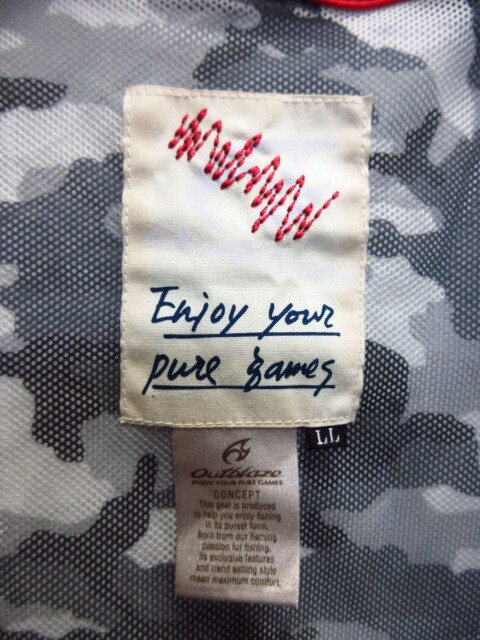 Enjoy your
pure games
LL
Outblaze
ENJOY YOUR PURE GAMES
CONCEPT
This gear is produced
to help you enjoy fishing
in its purest form.
Born from our flaming
passion for fishing,
its exclusive features
and trend setting style
mean maximum comfort.